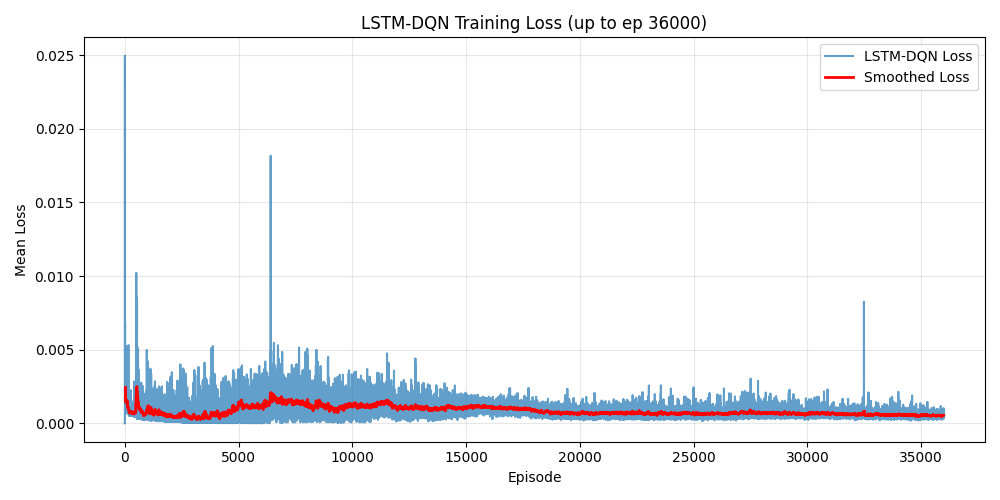 LSTM-DQN Training Loss (up to ep 36000)
LSTM-DQN Loss
Smoothed Loss
Mean Loss
0.025
0.020
0.015
0.010
0.005
0.000
0 5000 10000 15000 20000 25000 30000 35000
Episode